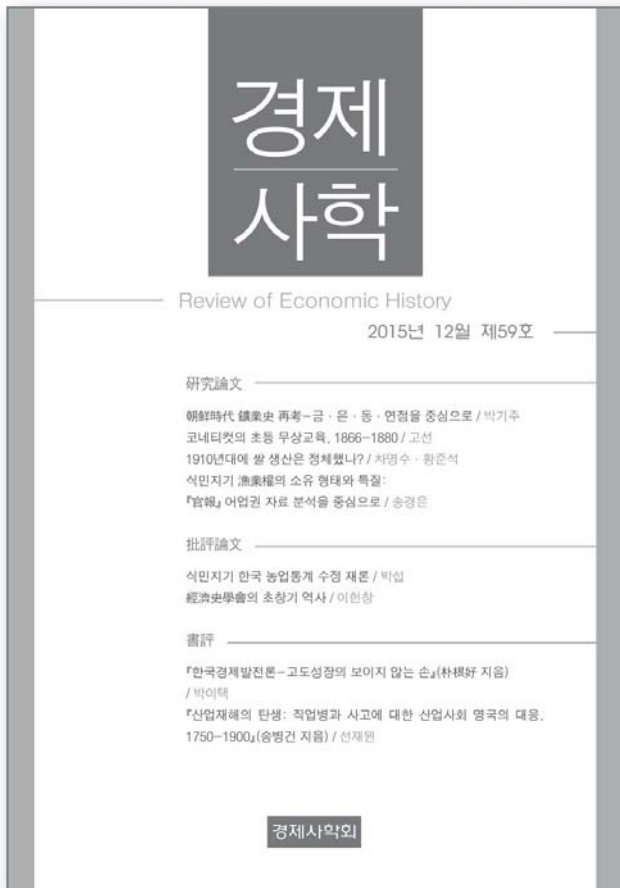 경제
사학
Review of Economic History
2015년 12월 제59호
硏究論文
朝鮮時代 鑛業史 再考-금·은·동·연점을 중심으로 / 박기주
코네티컷의 초등 무상교육, 1866-1880 / 고선
1910년대에 쌀 생산은 정체했나? / 차명수·황준석
식민지기 漁業權의 소유 형태와 특질:
『官報』 어업권 자료 분석을 중심으로 / 송경은
批評論文
식민지기 한국 농업통계 수정 재론 / 박섭
經濟史學會의 초창기 역사 / 이헌창
書評
『한국경제발전론-고도성장의 보이지 않는 손』(朴根好 지음)
/ 박이택
『산업재해의 탄생: 직업병과 사고에 대한 산업사회 영국의 대응,
1750-1900』(송병건 지음) / 선재원
경제사학회